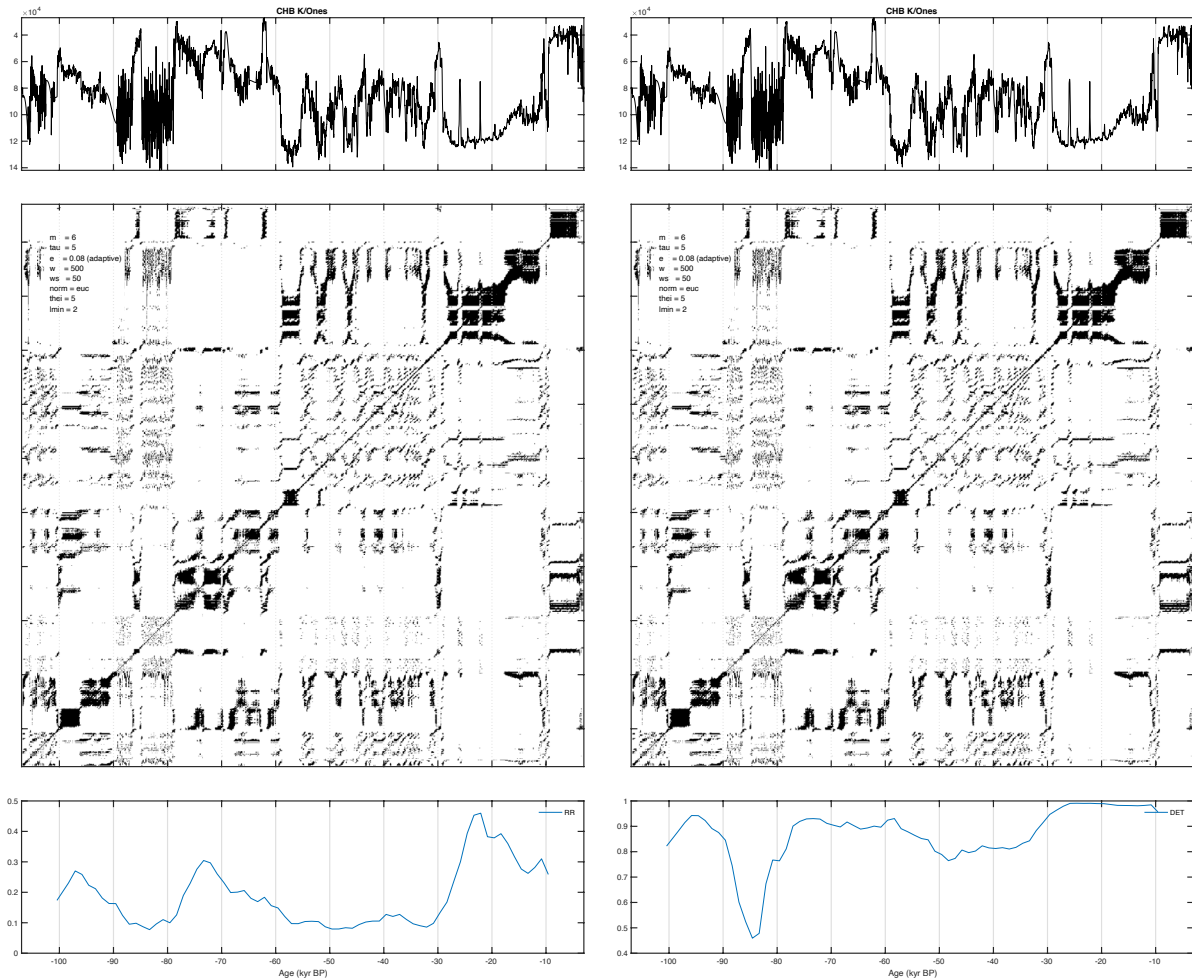 CHB K/Ones
×10⁴
4
6
8
10
12
14
m = 6
tau = 5
e = 0.08 (adaptive)
w = 500
ws = 50
norm = euc
thei = 5
lmin = 2
0.5
0.4
0.3
0.2
0.1
0
RR
-100 -90 -80 -70 -60 -50 -40 -30 -20 -10
Age (kyr BP)
CHB K/Ones
×10⁴
4
6
8
10
12
14
m = 6
tau = 5
e = 0.08 (adaptive)
w = 500
ws = 50
norm = euc
thei = 5
lmin = 2
1
0.9
0.8
0.7
0.6
0.5
0.4
DET
-100 -90 -80 -70 -60 -50 -40 -30 -20 -10
Age (kyr BP)